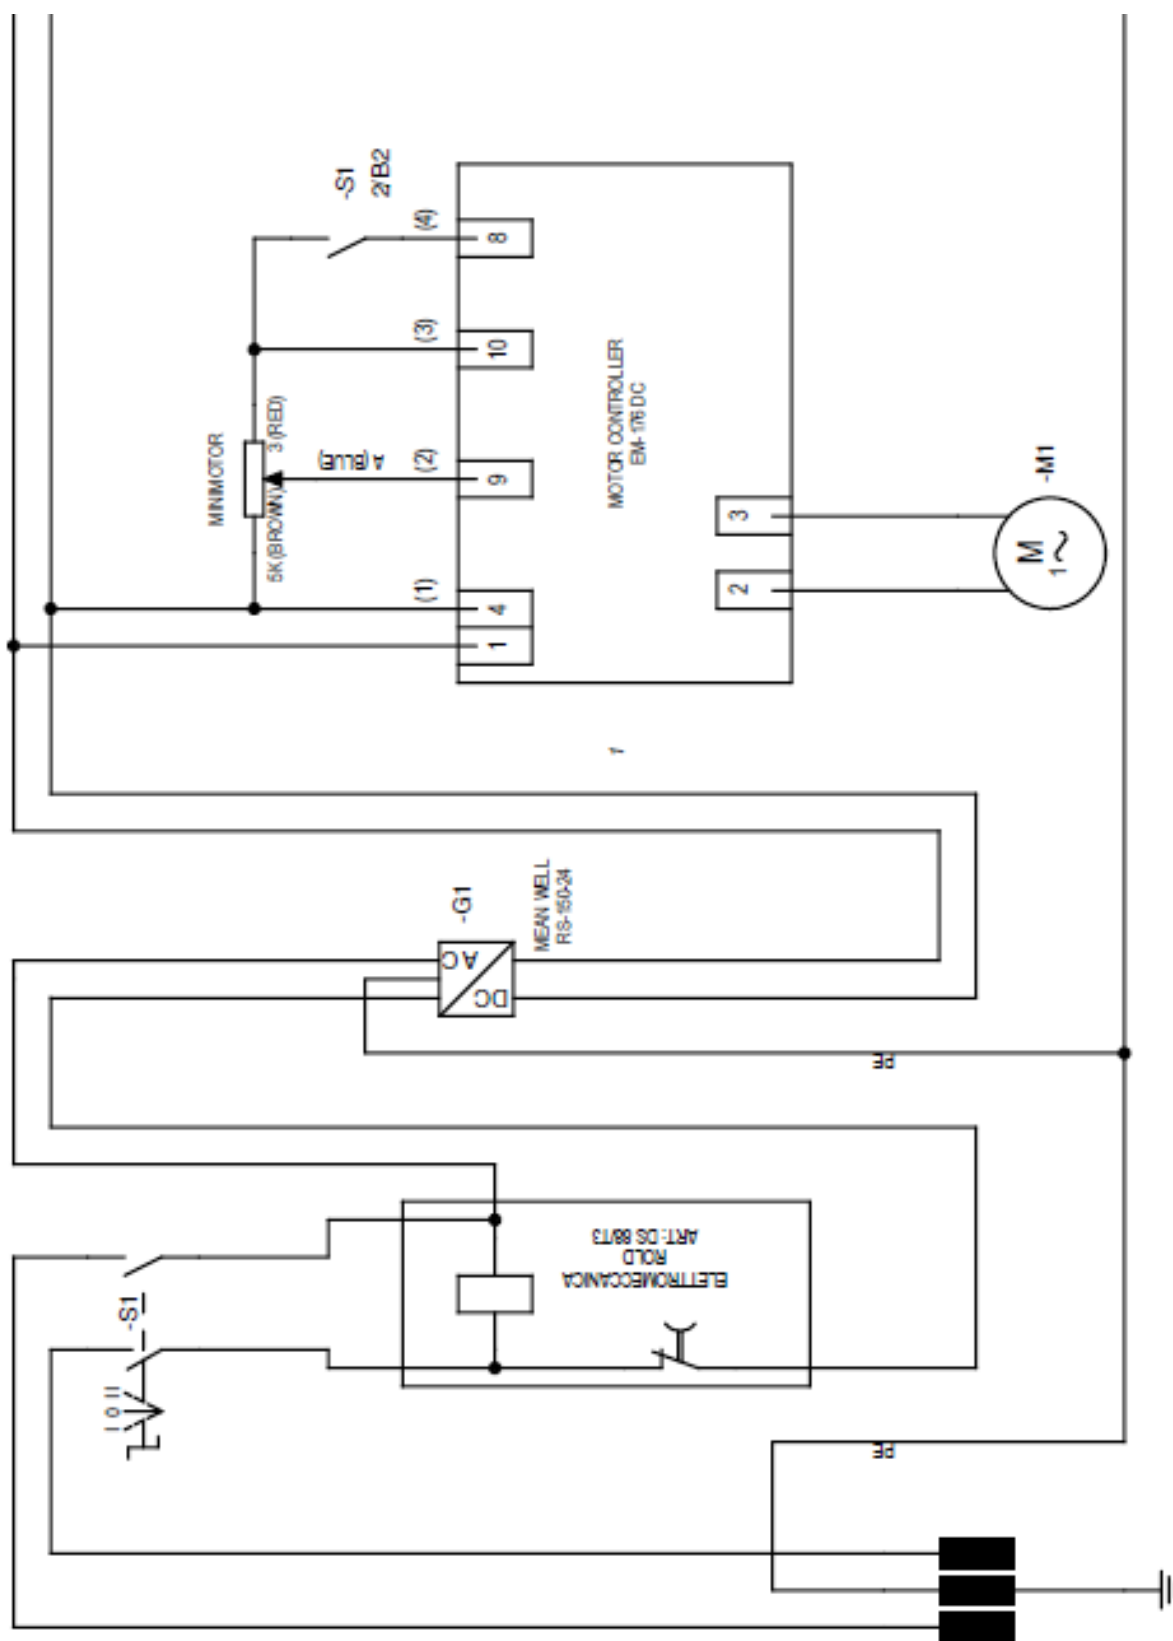 -S1
2/B2
(4)
8
(3)
10
MINIMOTOR
3 (RED)
5K (BROWN)
A (BLUE)
(2)
9
(1)
4
1
MOTOR CONTROLLER
EM-176 DC
3
2
M
1~
-M1
1
-G1
MEAN WELL
RS-150-24
AC
DC
PE
ELETTROMECCANICA
ROLD
ART: DS 88/T3
-S1
I 0 II
PE